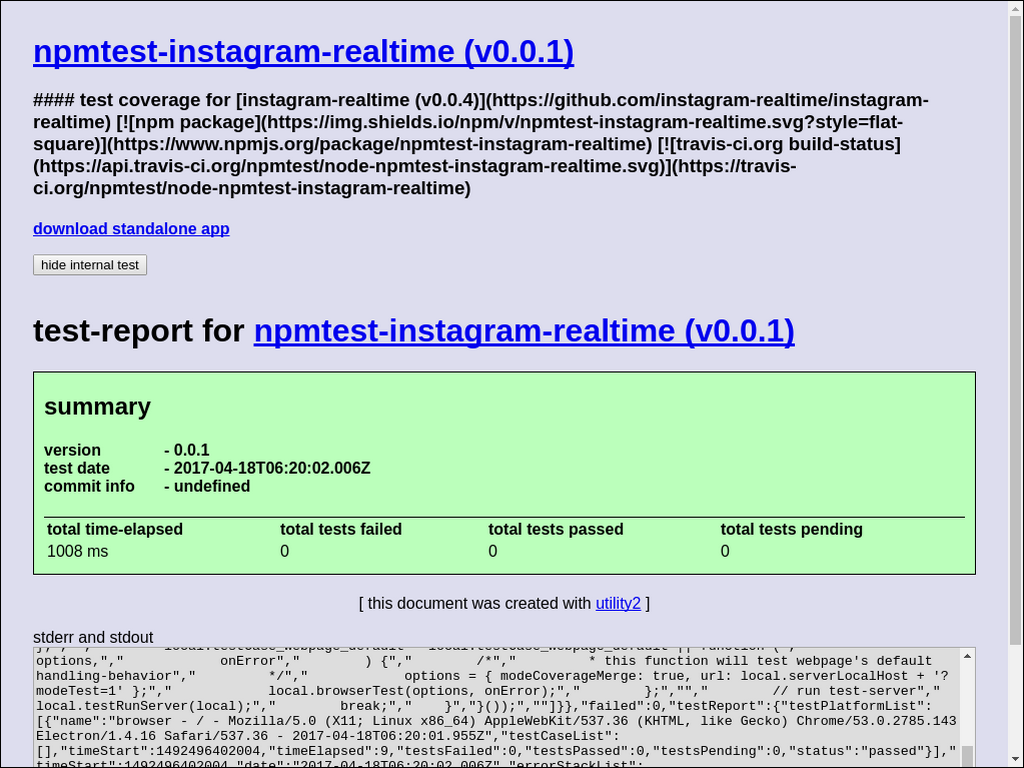 npmtest-instagram-realtime (v0.0.1)
#### test coverage for [instagram-realtime (v0.0.4)](https://github.com/instagram-realtime/instagram-
realtime) [![npm package](https://img.shields.io/npm/v/npmtest-instagram-realtime.svg?style=flat-
square)](https://www.npmjs.org/package/npmtest-instagram-realtime) [![travis-ci.org build-status]
(https://api.travis-ci.org/npmtest/node-npmtest-instagram-realtime.svg)](https://travis-
ci.org/npmtest/node-npmtest-instagram-realtime)
download standalone app
hide internal test
test-report for npmtest-instagram-realtime (v0.0.1)
summary
version - 0.0.1
test date - 2017-04-18T06:20:02.006Z
commit info - undefined
total time-elapsed total tests failed total tests passed total tests pending
1008 ms 0 0 0
[ this document was created with utility2 ]
stderr and stdout
};"," local.testCase_webpage_default = local.testCase_webpage_default || function (","
options,"," onError"," ) {"," /*"," * this function will test webpage's default
handling-behavior"," */"," options = { modeCoverageMerge: true, url: local.serverLocalHost + '?
modeTest=1' };"," local.browserTest(options, onError);"," };",""," // run test-server","
local.testRunServer(local);"," break;"," }","}());",""]}},"failed":0,"testReport":{"testPlatformList":
[{"name":"browser - / - Mozilla/5.0 (X11; Linux x86_64) AppleWebKit/537.36 (KHTML, like Gecko) Chrome/53.0.2785.143
Electron/1.4.16 Safari/537.36 - 2017-04-18T06:20:01.955Z","testCaseList":
[],"timeStart":1492496402004,"timeElapsed":9,"testsFailed":0,"testsPassed":0,"testsPending":0,"status":"passed"}],"
timeStart":1492496402004,"date":"2017-04-18T06:20:02.006Z","errorStackList":